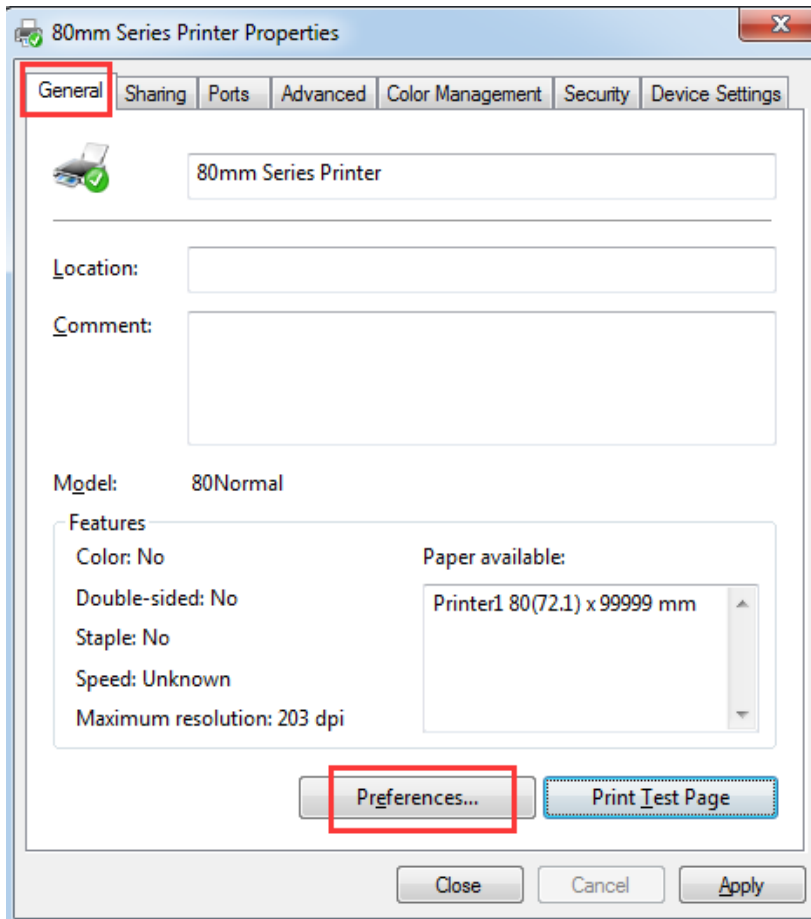 80mm Series Printer Properties
General Sharing Ports Advanced Color Management Security Device Settings
80mm Series Printer
Location:
Comment:
Model: 80Normal
Features
Color: No
Paper available:
Double-sided: No
Printer1 80(72.1) x 99999 mm
Staple: No
Speed: Unknown
Maximum resolution: 203 dpi
Preferences... Print Test Page
Close Cancel Apply